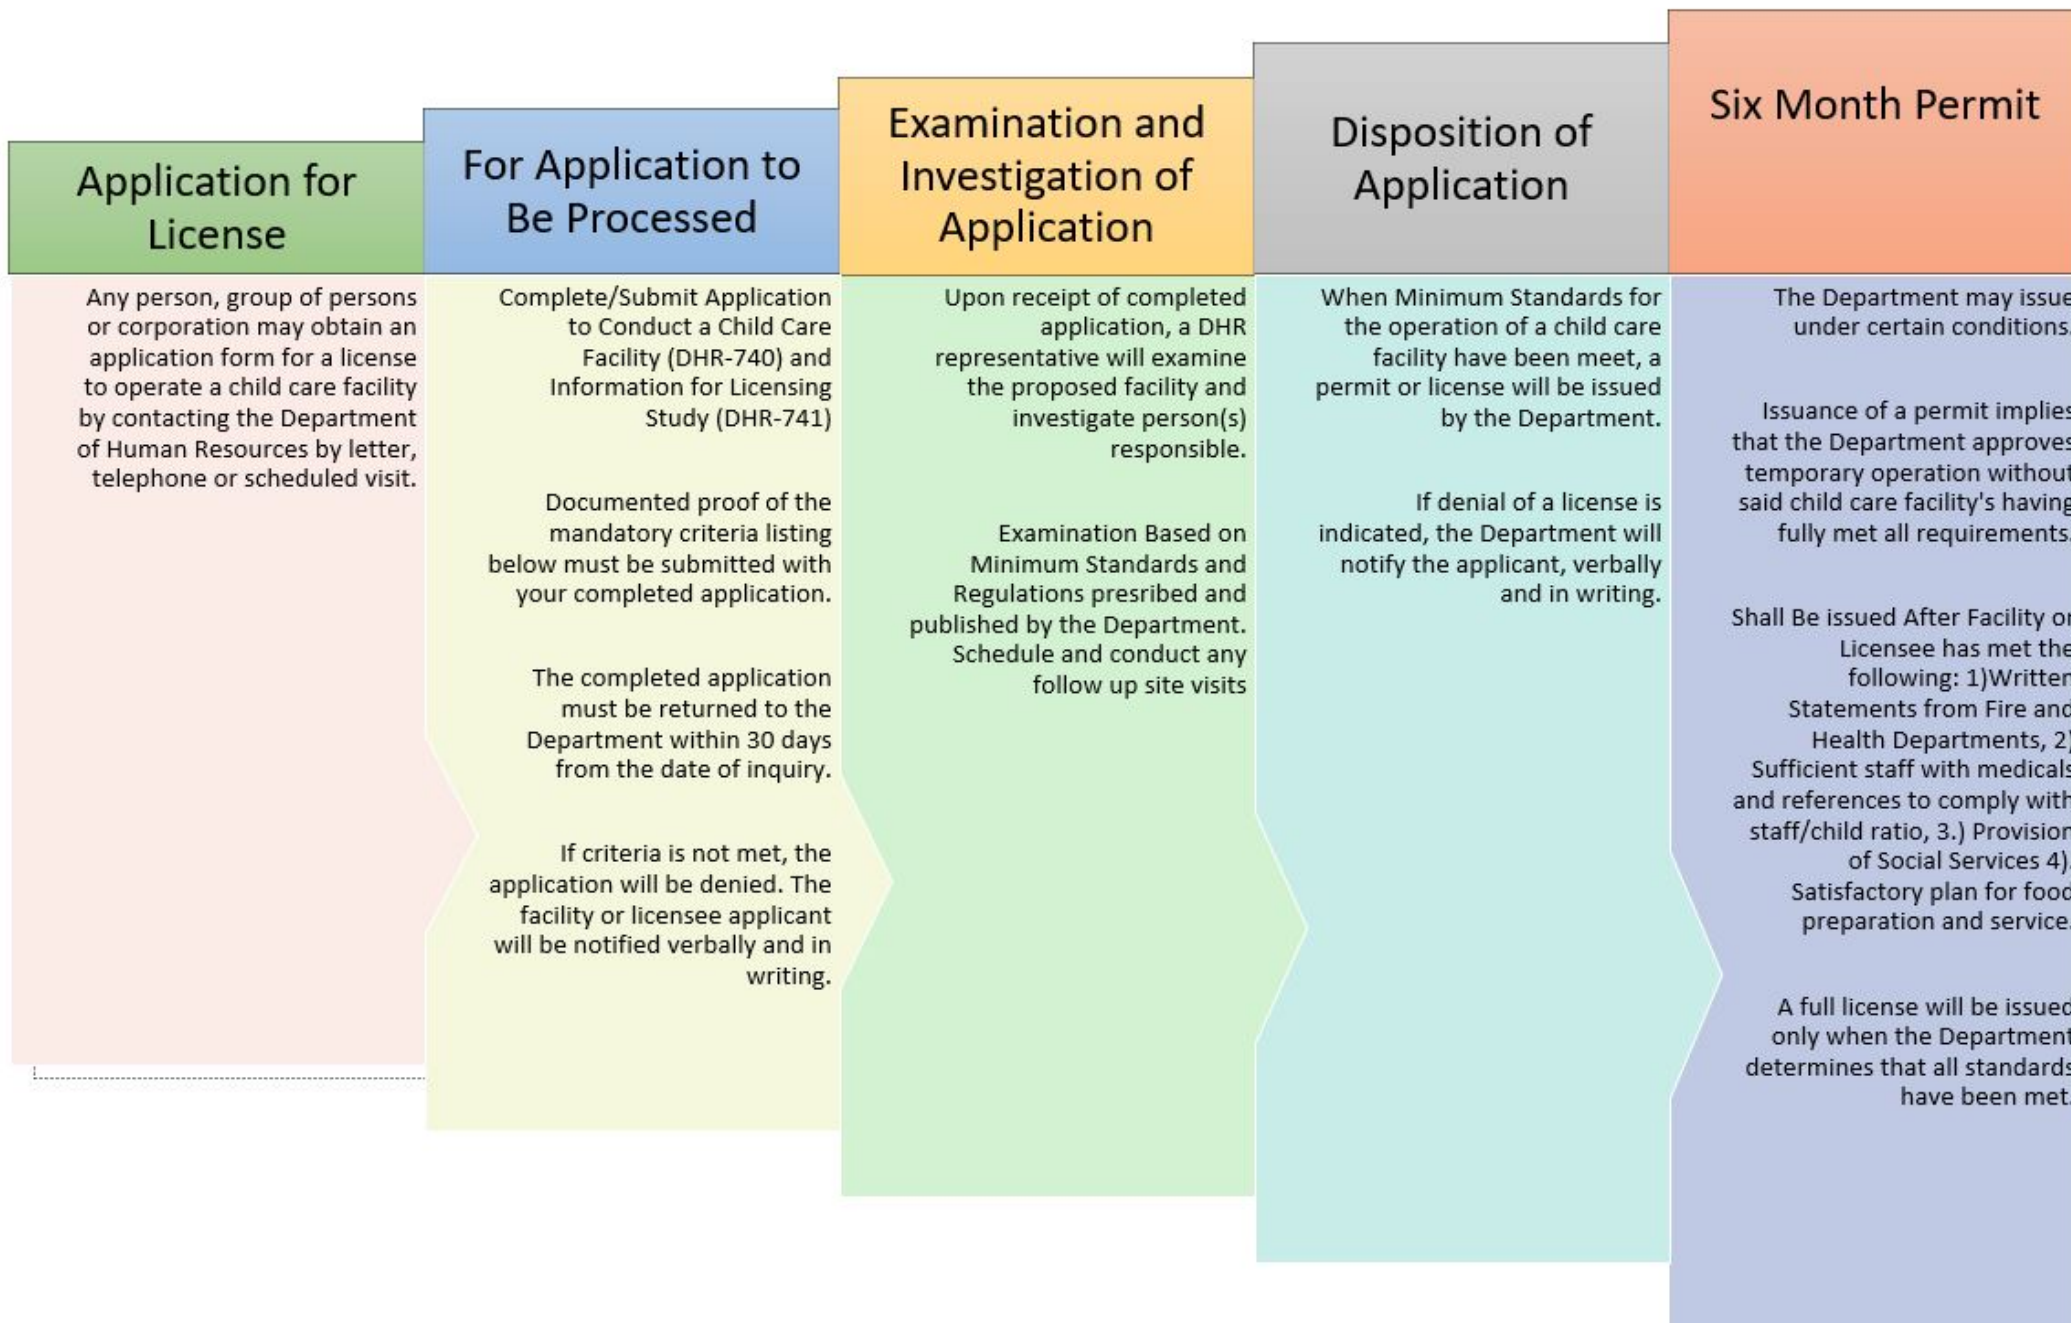 Application for
License
Any person, group of persons
or corporation may obtain an
application form for a license
to operate a child care facility
by contacting the Department
of Human Resources by letter,
telephone or scheduled visit.
For Application to
Be Processed
Complete/Submit Application
to Conduct a Child Care
Facility (DHR-740) and
Information for Licensing
Study (DHR-741)
Documented proof of the
mandatory criteria listing
below must be submitted with
your completed application.
The completed application
must be returned to the
Department within 30 days
from the date of inquiry.
If criteria is not met, the
application will be denied. The
facility or licensee applicant
will be notified verbally and in
writing.
Examination and
Investigation of
Application
Upon receipt of completed
application, a DHR
representative will examine
the proposed facility and
investigate person(s)
responsible.
Examination Based on
Minimum Standards and
Regulations presribed and
published by the Department.
Schedule and conduct any
follow up site visits
Disposition of
Application
When Minimum Standards for
the operation of a child care
facility have been meet, a
permit or license will be issued
by the Department.
If denial of a license is
indicated, the Department will
notify the applicant, verbally
and in writing.
Six Month Permit
The Department may issue
under certain conditions.
Issuance of a permit implies
that the Department approves
temporary operation without
said child care facility's having
fully met all requirements.
Shall Be issued After Facility or
Licensee has met the
following: 1)Written
Statements from Fire and
Health Departments, 2)
Sufficient staff with medicals
and references to comply with
staff/child ratio, 3.) Provision
of Social Services 4).
Satisfactory plan for food
preparation and service.
A full license will be issued
only when the Department
determines that all standards
have been met.